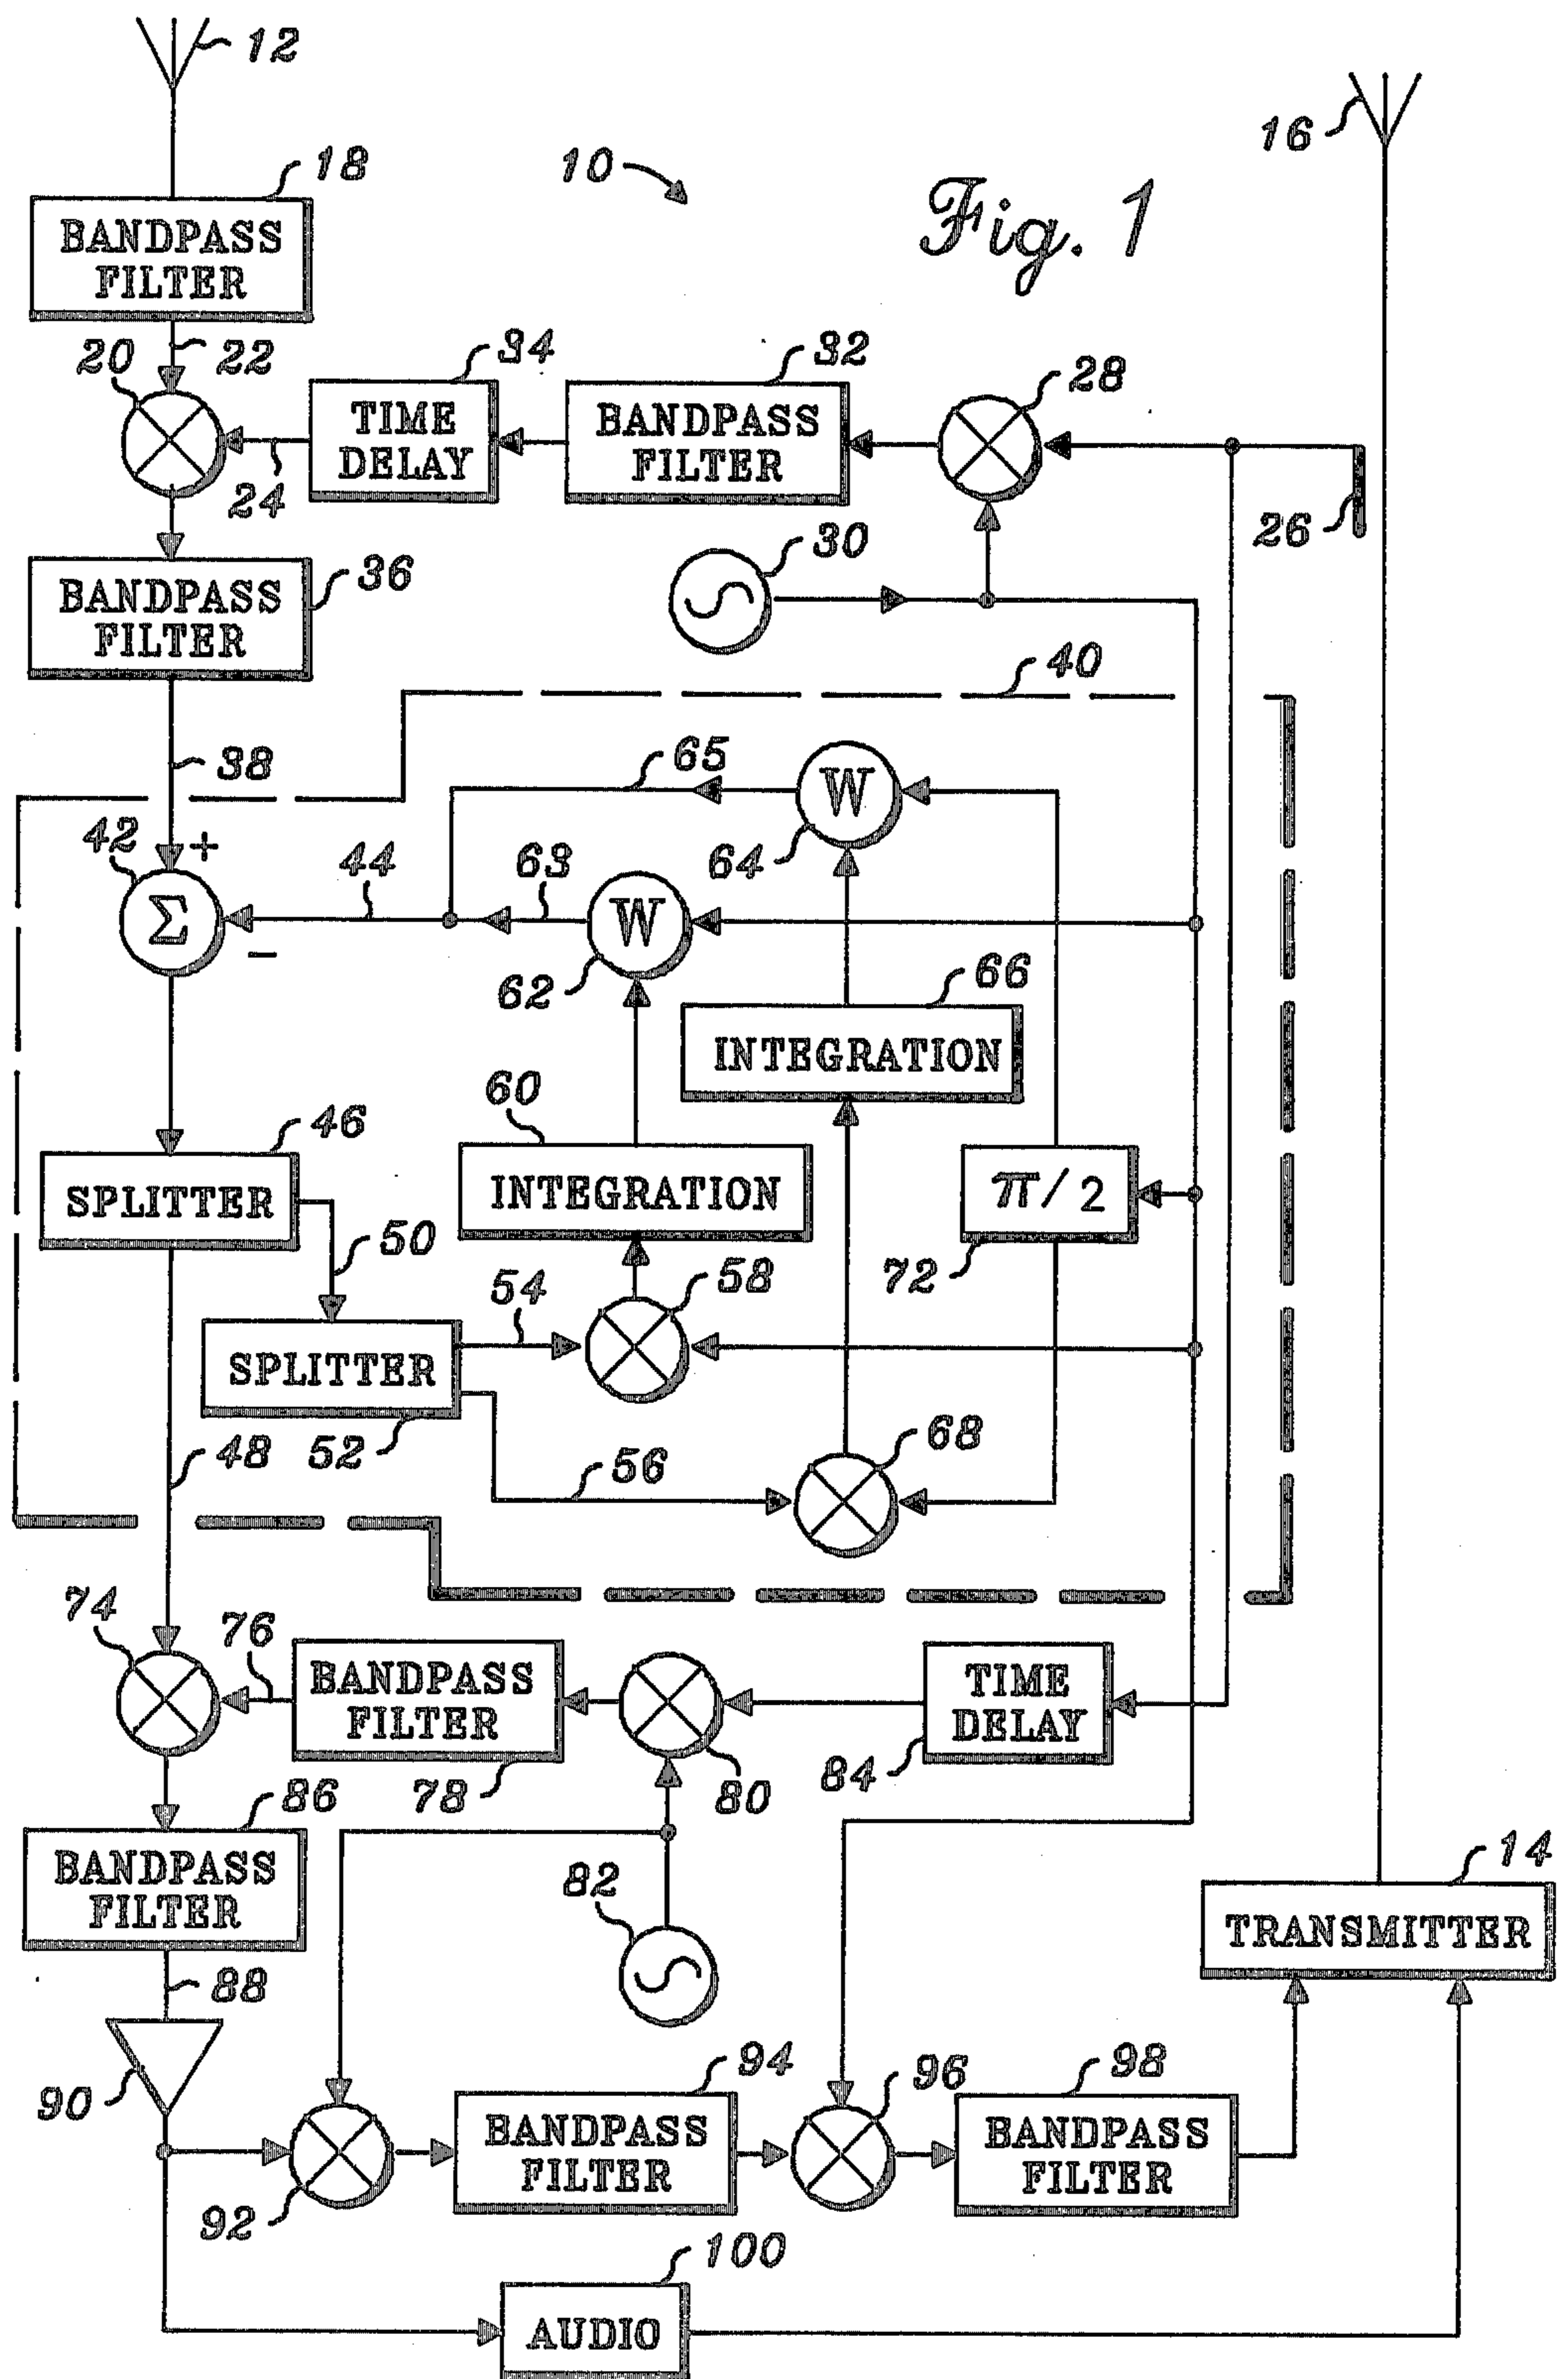 12
16
18
10
BANDPASS
FILTER
Fig. 1
20
22
34
32
28
TIME
DELAY
BANDPASS
FILTER
24
26
30
36
BANDPASS
FILTER
40
38
65
W
42
+
44
63
64
Σ
W
−
62
66
INTEGRATION
60
46
SPLITTER
INTEGRATION
π/2
50
72
54
58
SPLITTER
48
52
56
68
74
76
BANDPASS
FILTER
TIME
DELAY
84
78
80
86
BANDPASS
FILTER
82
14
TRANSMITTER
88
90
94
96
98
BANDPASS
FILTER
BANDPASS
FILTER
92
100
AUDIO